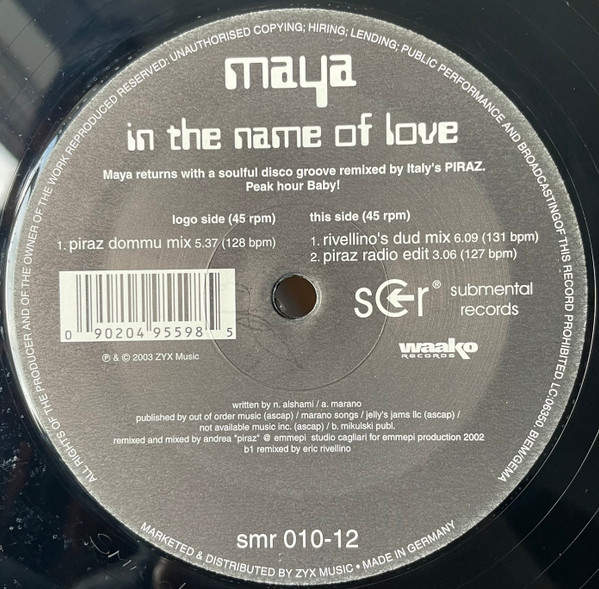 ALL RIGHTS OF THE PRODUCER AND OF THE OWNER OF THE WORK REPRODUCED RESERVED· UNAUTHORISED COPYING; HIRING; LENDING; PUBLIC PERFORMANCE AND BROADCASTINGOF THIS RECORD PROHIBITED LC-06350 BIEM/GEMA
maya
in the name of love
Maya returns with a soulful disco groove remixed by Italy's PIRAZ.
Peak hour Baby!
logo side (45 rpm)
1. piraz dommu mix 5.37 (128 bpm)
this side (45 rpm)
1. rivellino's dud mix 6.09 (131 bpm)
2. piraz radio edit 3.06 (127 bpm)
0 90204 95598 5
℗ & © 2003 ZYX Music
ser® submental
records
waako
RECORDS
written by n. alshami / a. marano
published by out of order music (ascap) / marano songs / jelly's jams llc (ascap) /
not available music inc. (ascap) / b. mikulski publ.
remixed and mixed by andrea "piraz" @ emmepi studio cagliari for emmepi production 2002
b1 remixed by eric rivellino
smr 010-12
MARKETED & DISTRIBUTED BY ZYX MUSIC • MADE IN GERMANY